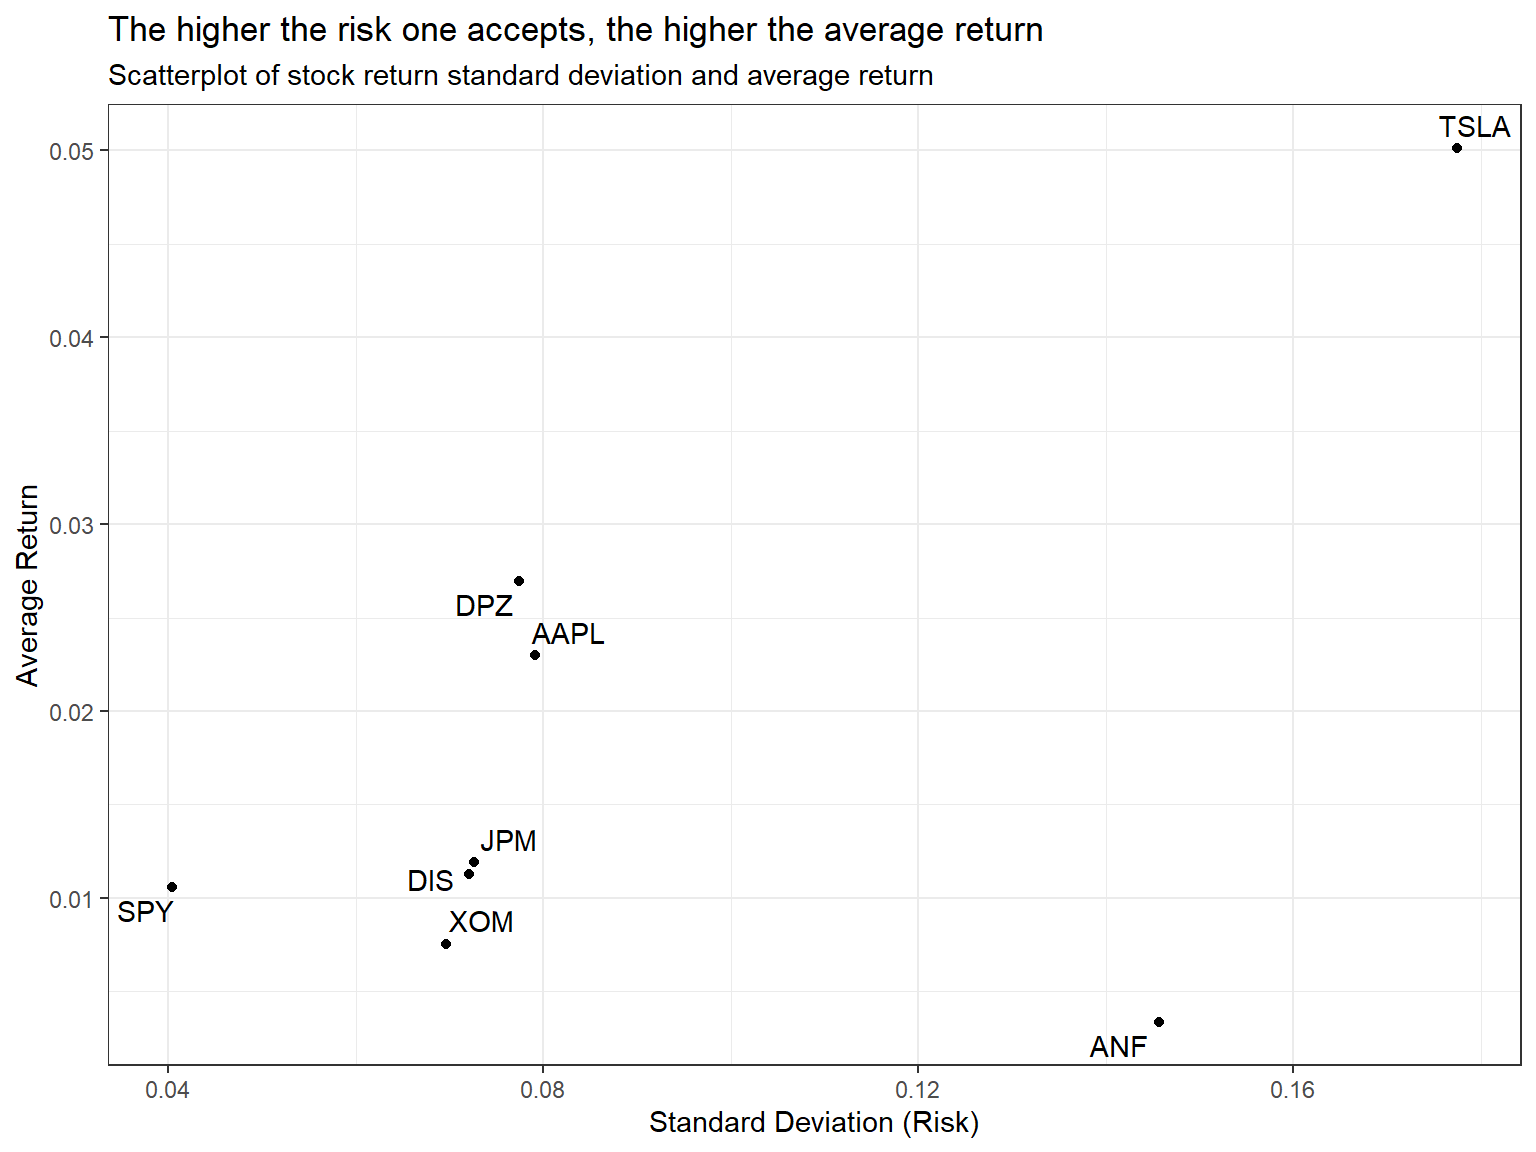 The higher the risk one accepts, the higher the average return
Scatterplot of stock return standard deviation and average return
TSLA
0.05
0.04
0.03
DPZ
AAPL
0.02
JPM
DIS
0.01
SPY
XOM
ANF
Average Return
0.04 0.08 0.12 0.16
Standard Deviation (Risk)